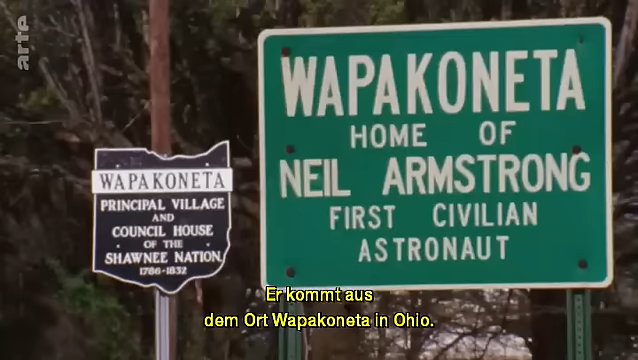 arte
WAPAKONETA
HOME OF
NEIL ARMSTRONG
FIRST CIVILIAN
ASTRONAUT
WAPAKONETA
PRINCIPAL VILLAGE
AND
COUNCIL HOUSE
OF THE
SHAWNEE NATION
1786-1832
Er kommt aus
dem Ort Wapakoneta in Ohio.